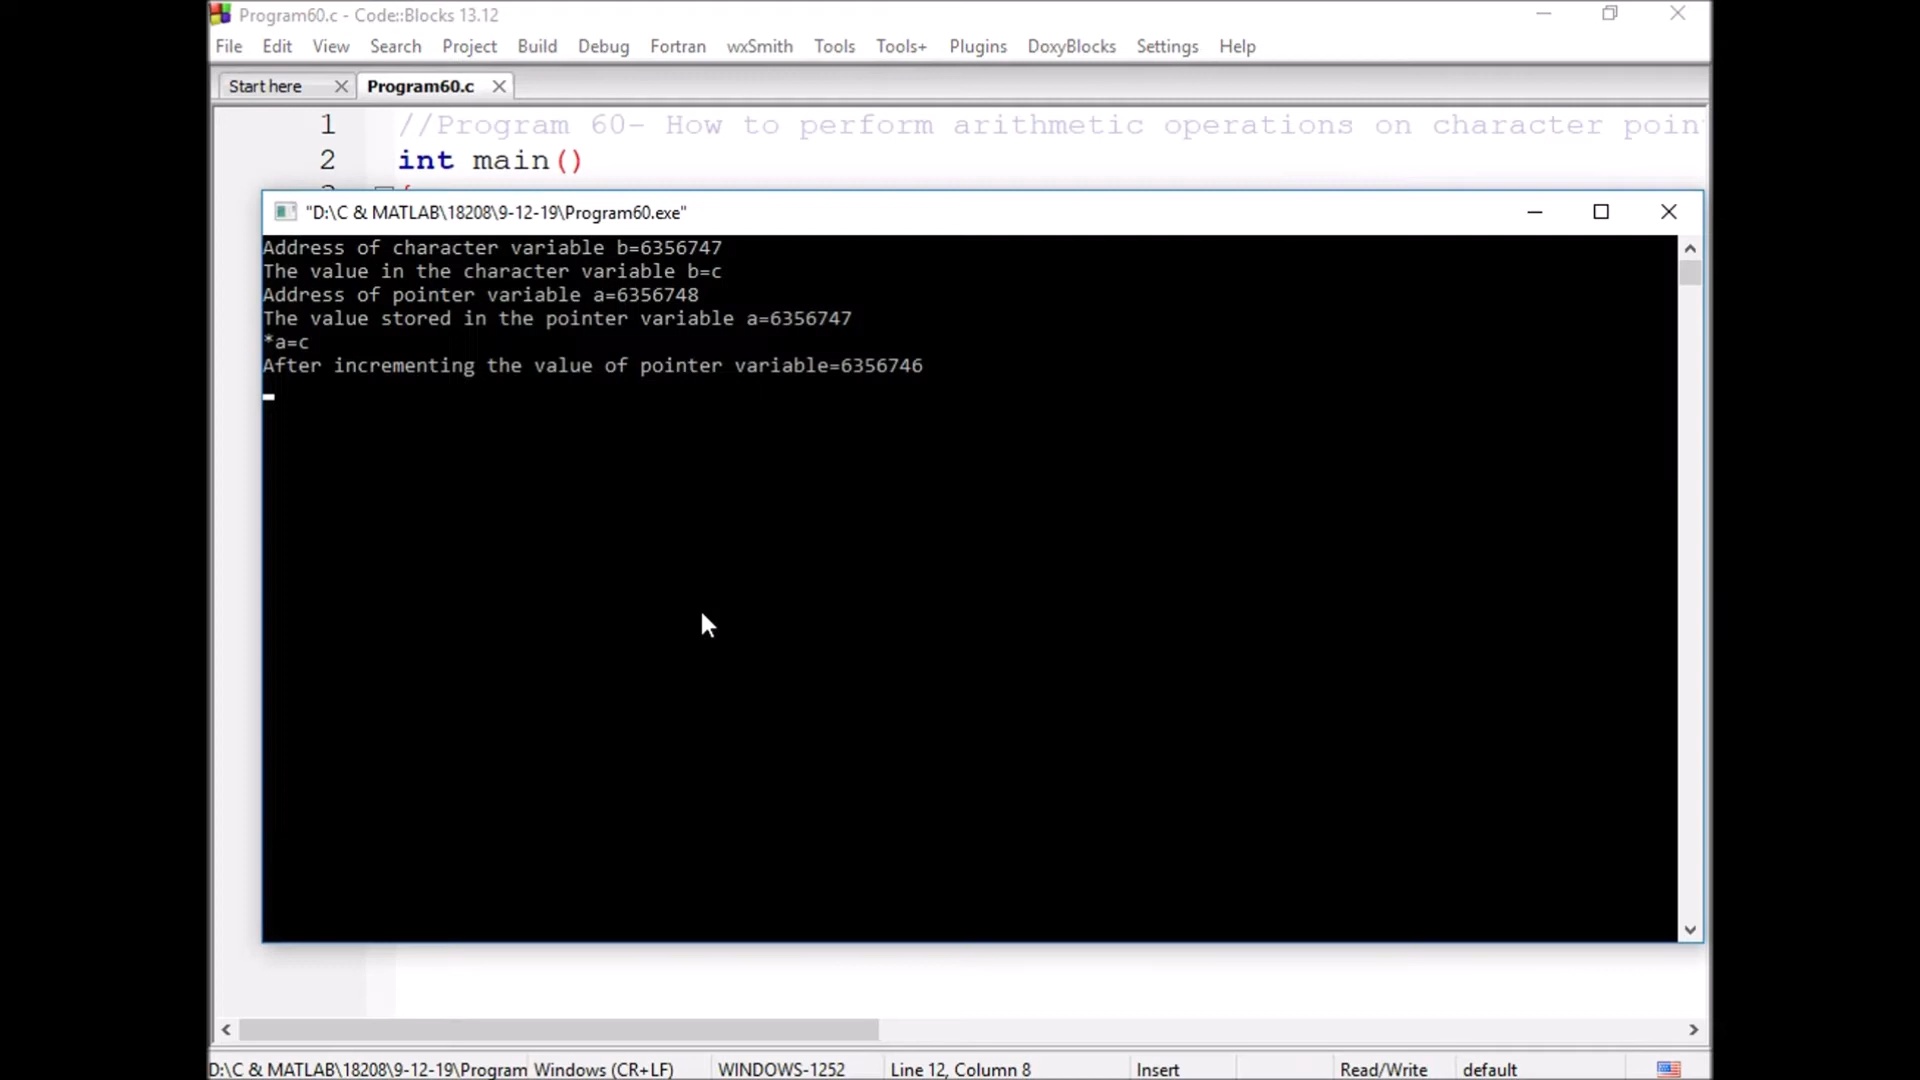 Program60.c - Code::Blocks 13.12
File Edit View Search Project Build Debug Fortran wxSmith Tools Tools+ Plugins DoxyBlocks Settings Help
Start here Program60.c
1 //Program 60- How to perform arithmetic operations on character poin
2 int main()
"D:\C & MATLAB\18208\9-12-19\Program60.exe"
Address of character variable b=6356747
The value in the character variable b=c
Address of pointer variable a=6356748
The value stored in the pointer variable a=6356747
*a=c
After incrementing the value of pointer variable=6356746
D:\C & MATLAB\18208\9-12-19\Program Windows (CR+LF) WINDOWS-1252 Line 12, Column 8 Insert Read/Write default